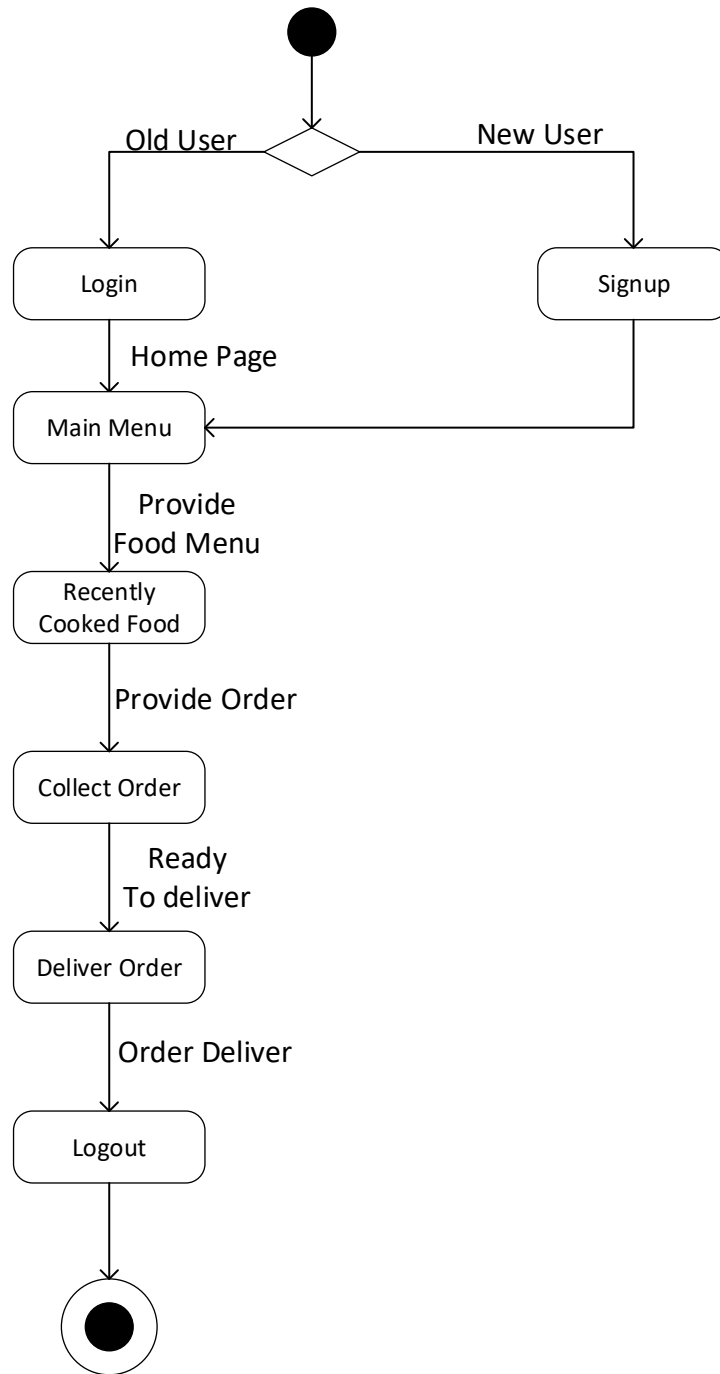 Old User
New User
Login
Signup
Home Page
Main Menu
Provide
Food Menu
Recently
Cooked Food
Provide Order
Collect Order
Ready
To deliver
Deliver Order
Order Deliver
Logout